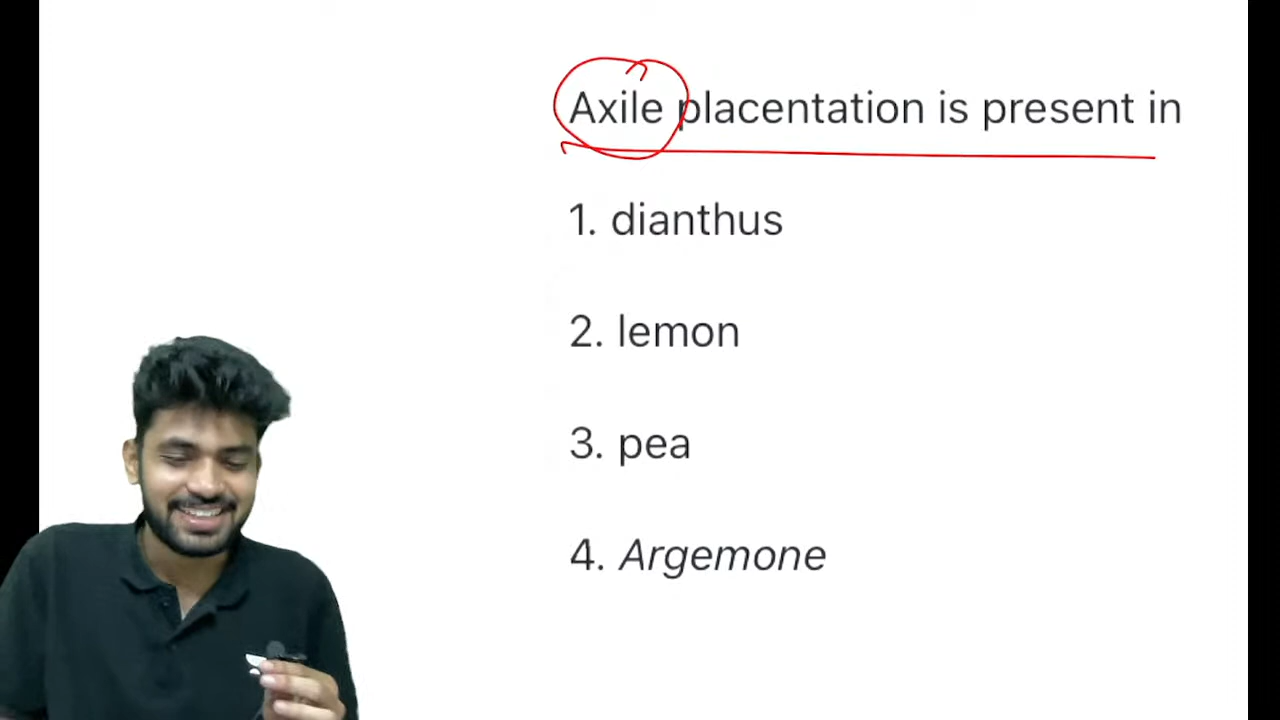 Axile placentation is present in
1. dianthus
2. lemon
3. pea
4. Argemone